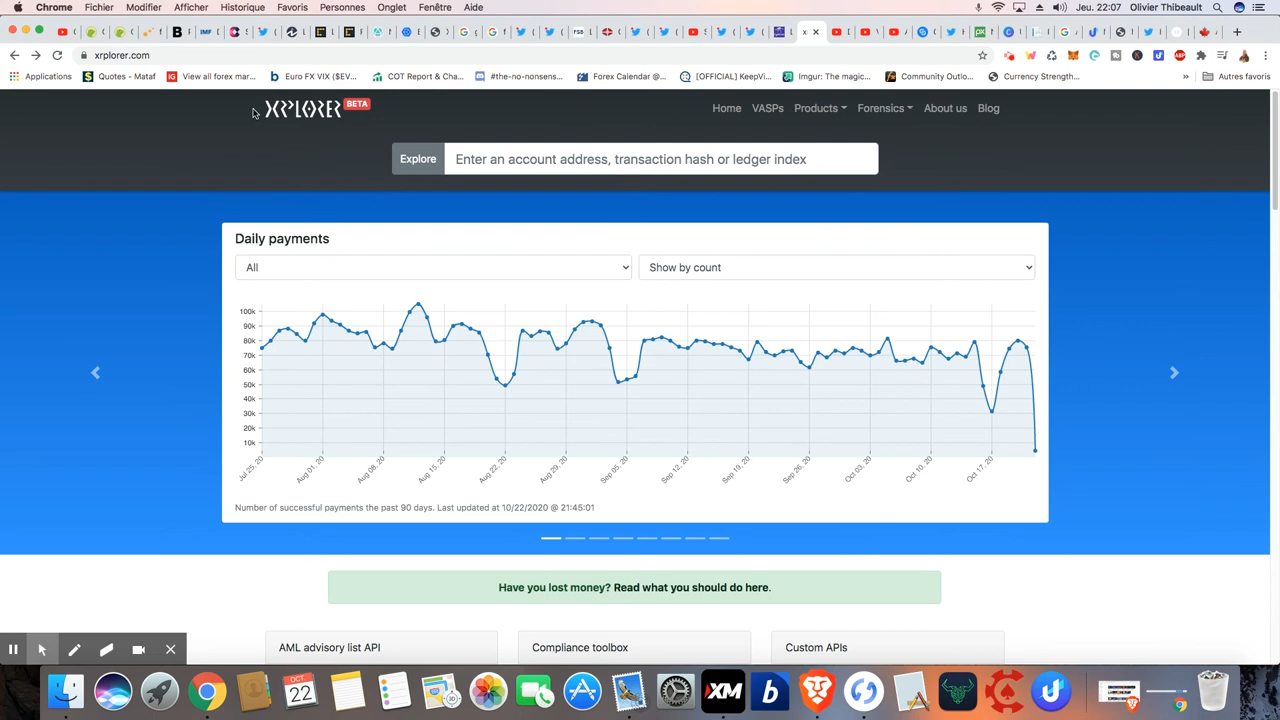 Chrome Fichier Modifier Afficher Historique Favoris Personnes Onglet Fenêtre Aide Jeu. 22:07 Olivier Thibeault
xrplorer.com
Applications Quotes - Mataf View all forex mar... Euro FX VIX ($EV... COT Report & Cha... #the-no-nonsens... Forex Calendar @... [OFFICIAL] KeepVi... Imgur: The magic... Community Outlo... Currency Strength... » Autres favoris
XRPLORER BETA
Home VASPs Products Forensics About us Blog
Explore Enter an account address, transaction hash or ledger index
Daily payments
All Show by count
100k
90k
80k
70k
60k
50k
40k
30k
20k
10k
Jul 25, 20 Aug 01, 20 Aug 08, 20 Aug 15, 20 Aug 22, 20 Aug 29, 20 Sep 05, 20 Sep 12, 20 Sep 19, 20 Sep 26, 20 Oct 03, 20 Oct 10, 20 Oct 17, 20
Number of successful payments the past 90 days. Last updated at 10/22/2020 @ 21:45:01
Have you lost money? Read what you should do here.
AML advisory list API Compliance toolbox Custom APIs
OCT
22
3D
XM
b